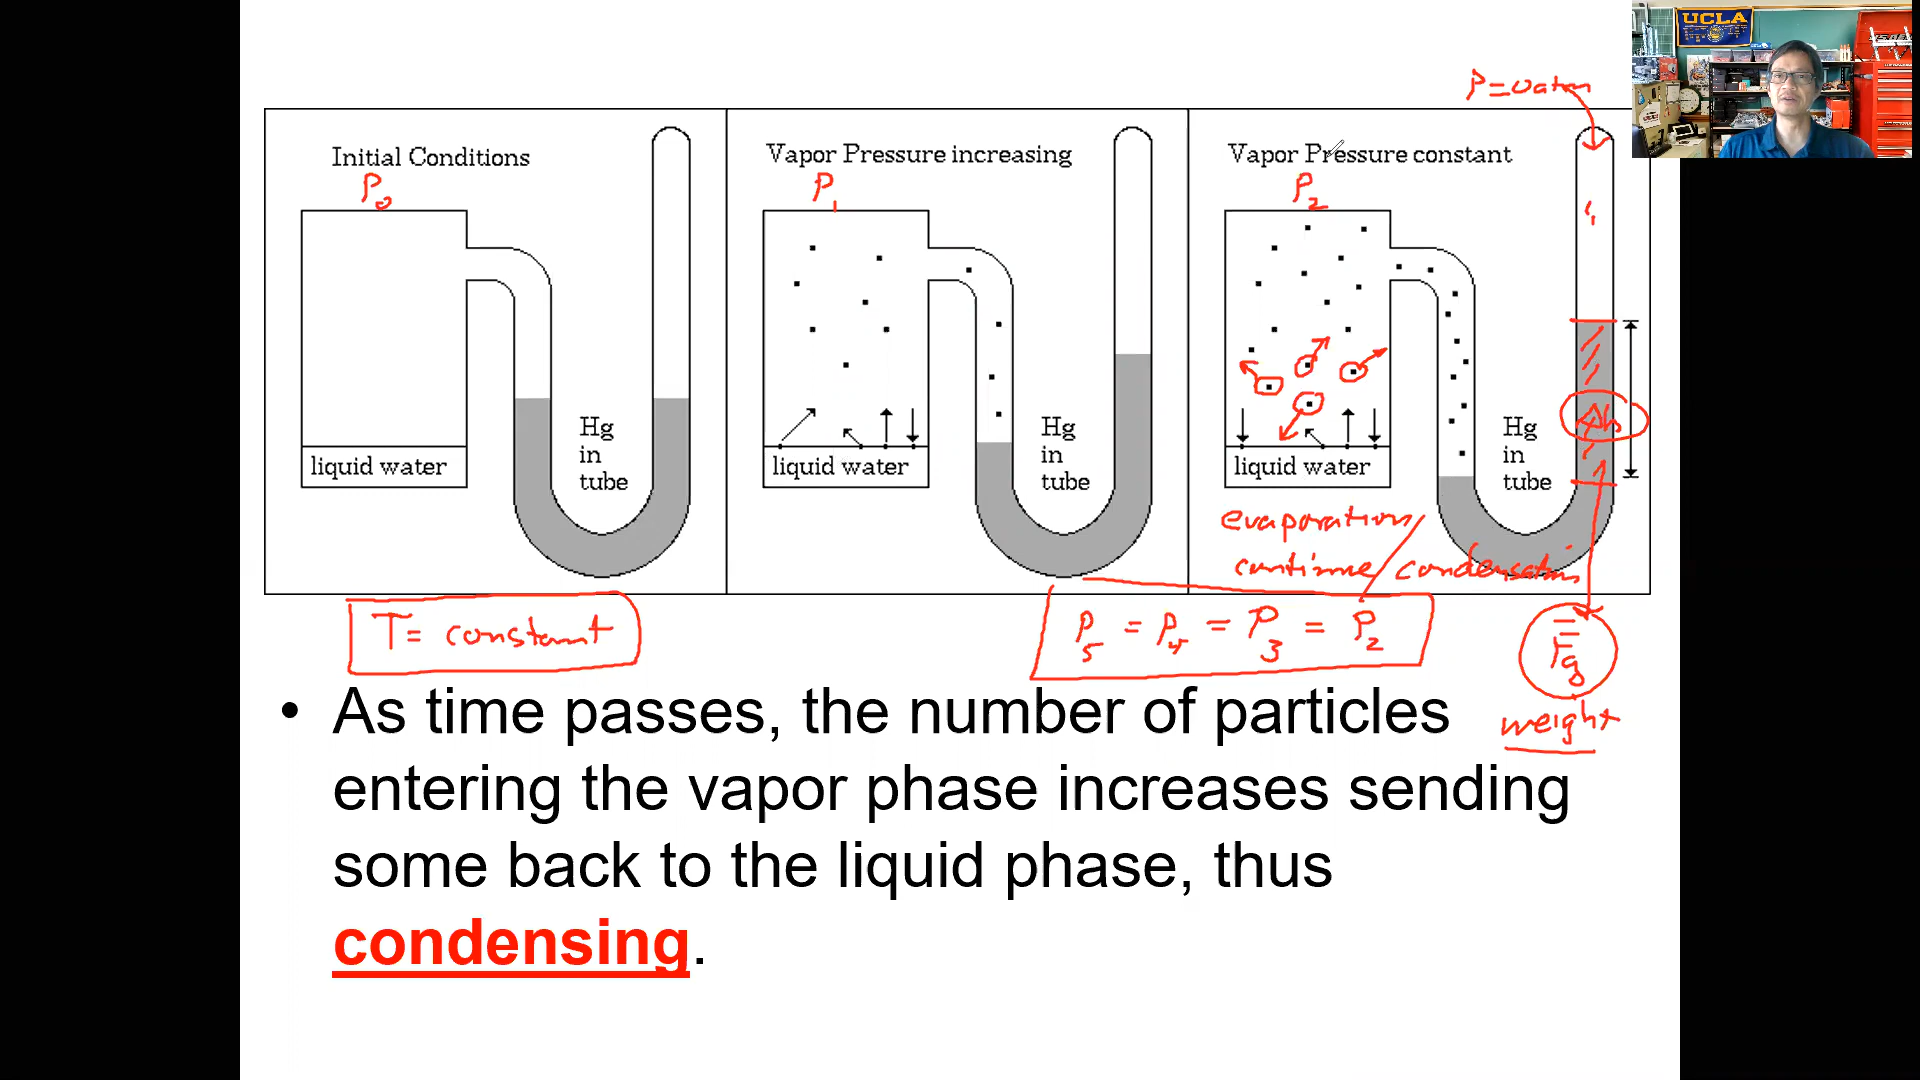 UCLA
P=0atm
Initial Conditions
P0
liquid water
Hg
in
tube
Vapor Pressure increasing
P1
liquid water
Hg
in
tube
Vapor Pressure constant
P2
liquid water
Hg
in
tube
Δh
evaporation/
continue/condensation
T= constant
P5 = P4 = P3 = P2
Fg
weight
• As time passes, the number of particles
entering the vapor phase increases sending
some back to the liquid phase, thus
condensing.